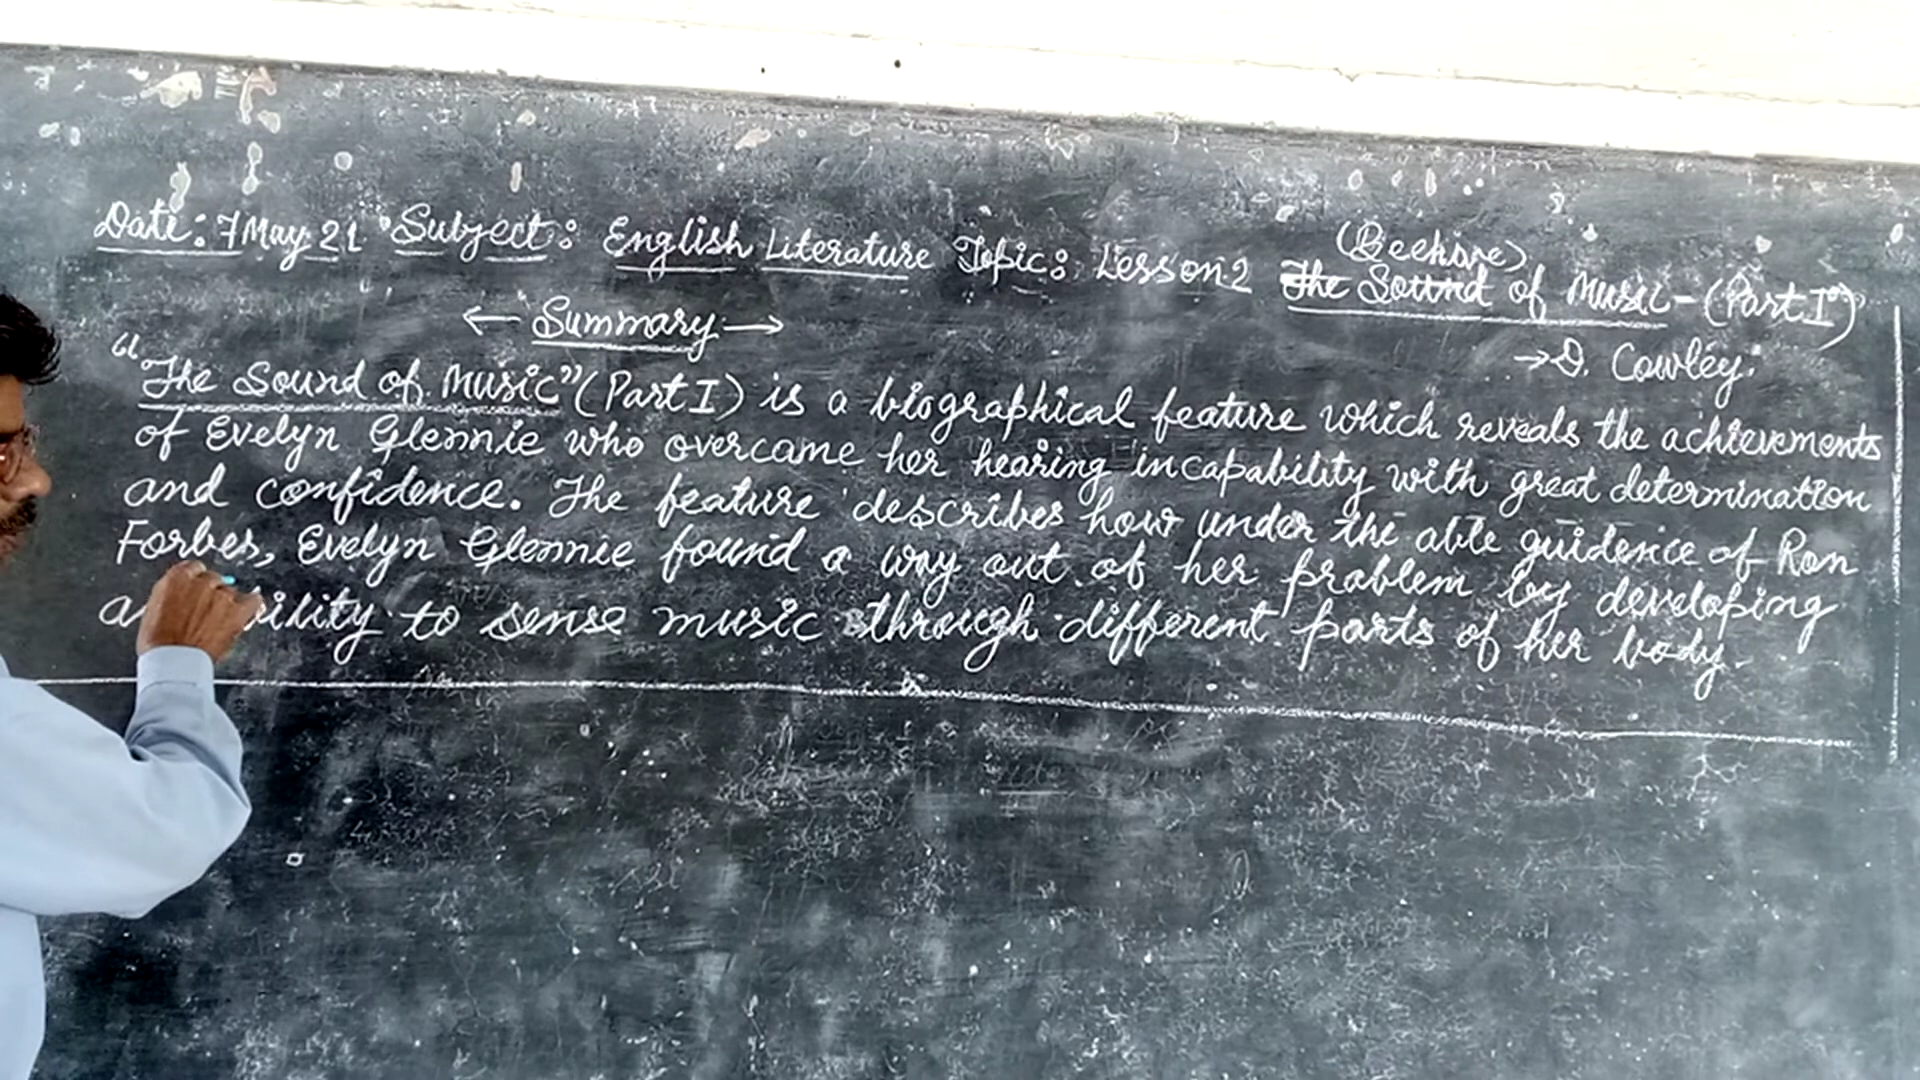 (Beehive)
Date: 7 May 21 Subject: English Literature Topic: Lesson 2 The Sound of Music - (Part I)
← Summary →
→ D. Cowley.
"The Sound of Music" (Part I) is a biographical feature which reveals the achievements
of Evelyn Glennie who overcame her hearing incapability with great determination
and confidence. The feature describes how under the able guidence of Ron
Forbes, Evelyn Glennie found a way out of her problem by developing
to sense music through different parts of her body.